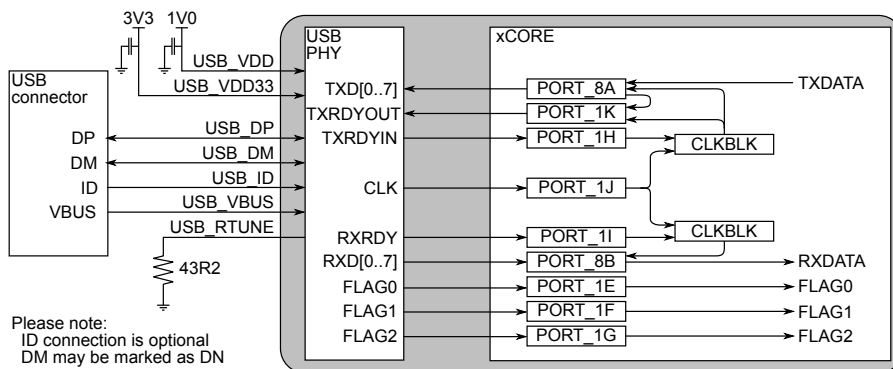 3V3 1V0
USB
PHY
xCORE
USB_VDD
USB
connector
USB_VDD33
TXD[0..7]
PORT_8A
TXDATA
TXRDYOUT
PORT_1K
DP
USB_DP
TXRDYIN
PORT_1H
CLKBLK
DM
USB_DM
ID
USB_ID
CLK
PORT_1J
VBUS
USB_VBUS
USB_RTUNE
RXRDY
PORT_1I
CLKBLK
43R2
RXD[0..7]
PORT_8B
RXDATA
FLAG0
PORT_1E
FLAG0
FLAG1
PORT_1F
FLAG1
FLAG2
PORT_1G
FLAG2
Please note:
ID connection is optional
DM may be marked as DN